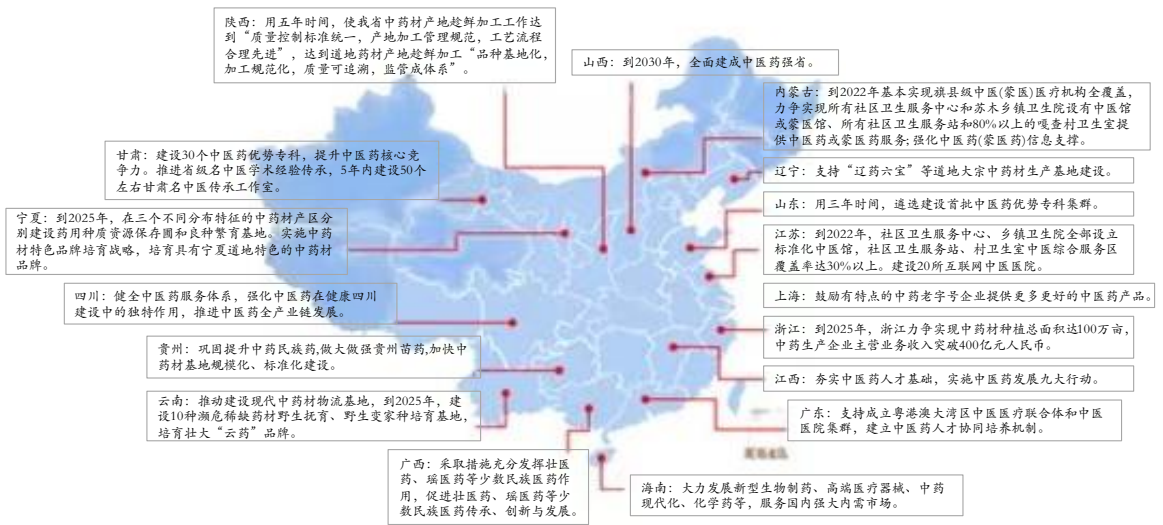 陕西：用五年时间，使我省中药材产地趁鲜加工工作达
到“质量控制标准统一，产地加工管理规范，工艺流程
合理先进”，达到道地药材产地趁鲜加工“品种基地化，
加工规范化，质量可追溯，监管成体系”。
山西：到2030年，全面建成中医药强省。
内蒙古：到2022年基本实现旗县级中医(蒙医)医疗机构全覆盖，
力争实现所有社区卫生服务中心和苏木乡镇卫生院设有中医馆
或蒙医馆、所有社区卫生服务站和80%以上的嘎查村卫生室提
供中医药或蒙医药服务;强化中医药(蒙医药)信息支撑。
甘肃：建设30个中医药优势专科，提升中医药核心竞
争力。推进省级名中医学术经验传承，5年内建设50个
左右甘肃名中医传承工作室。
辽宁：支持“辽药六宝”等道地大宗中药材生产基地建设。
山东：用三年时间，遴选建设首批中医药优势专科集群。
宁夏：到2025年，在三个不同分布特征的中药材产区分
别建设药用种质资源保存圃和良种繁育基地。实施中药
材特色品牌培育战略，培育具有宁夏道地特色的中药材
品牌。
江苏：到2022年，社区卫生服务中心、乡镇卫生院全部设立
标准化中医馆，社区卫生服务站、村卫生室中医综合服务区
覆盖率达30%以上。建设20所互联网中医医院。
四川：健全中医药服务体系，强化中医药在健康四川
建设中的独特作用，推进中医药全产业链发展。
上海：鼓励有特点的中药老字号企业提供更多更好的中医药产品。
浙江：到2025年，浙江力争实现中药材种植总面积达100万亩，
中药生产企业主营业务收入突破400亿元人民币。
贵州：巩固提升中药民族药,做大做强贵州苗药,加快中
药材基地规模化、标准化建设。
江西：夯实中医药人才基础，实施中医药发展九大行动。
云南：推动建设现代中药材物流基地，到2025年，建
设10种濒危稀缺药材野生抚育、野生变家种培育基地，
培育壮大“云药”品牌。
广东：支持成立粤港澳大湾区中医医疗联合体和中医
医院集群，建立中医药人才协同培养机制。
广西：采取措施充分发挥壮医
药、瑶医药等少数民族医药作
用，促进壮医药、瑶医药等少
数民族医药传承、创新与发展。
海南：大力发展新型生物制药、高端医疗器械、中药
现代化、化学药等，服务国内强大内需市场。